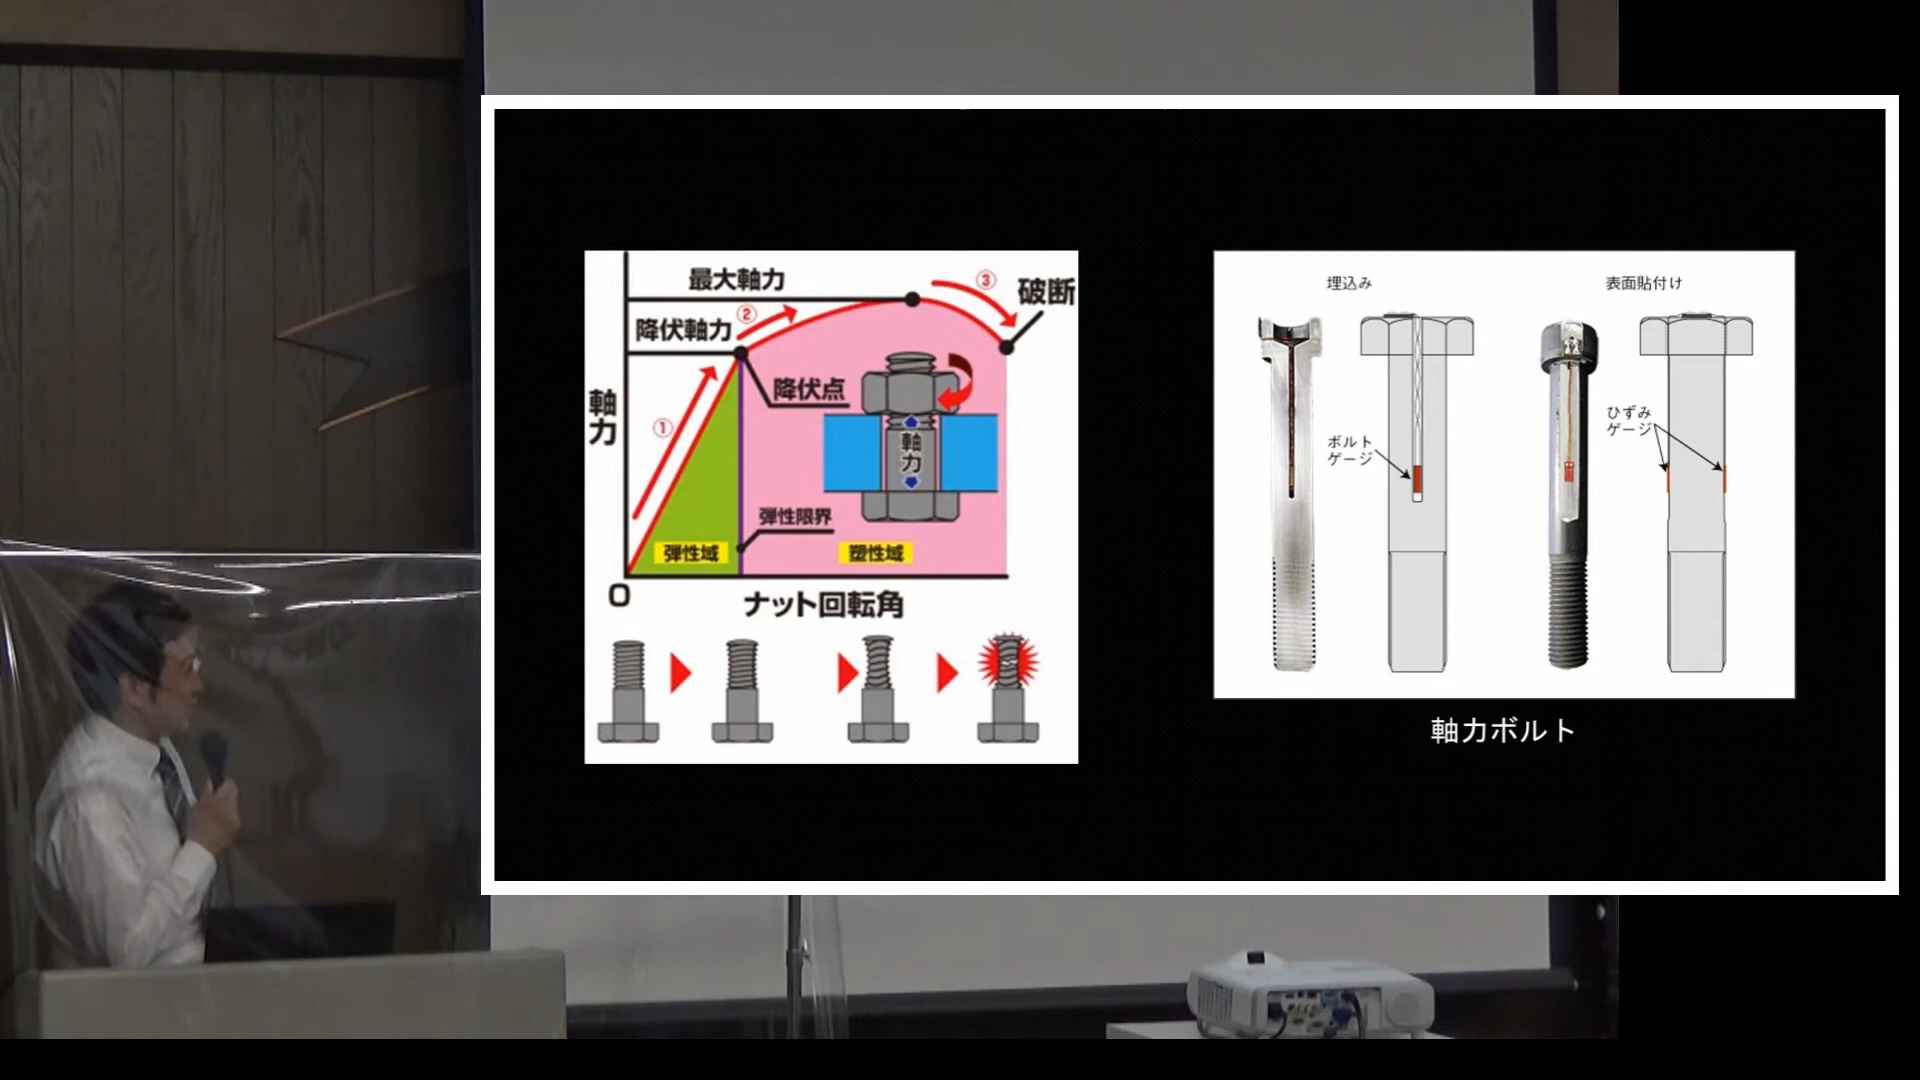 最大軸力
③
破断
②
降伏軸力
降伏点
軸力
①
軸力
弾性限界
弾性域
塑性域
O
ナット回転角
埋込み
表面貼付け
ボルト
ゲージ
ひずみ
ゲージ
軸力ボルト